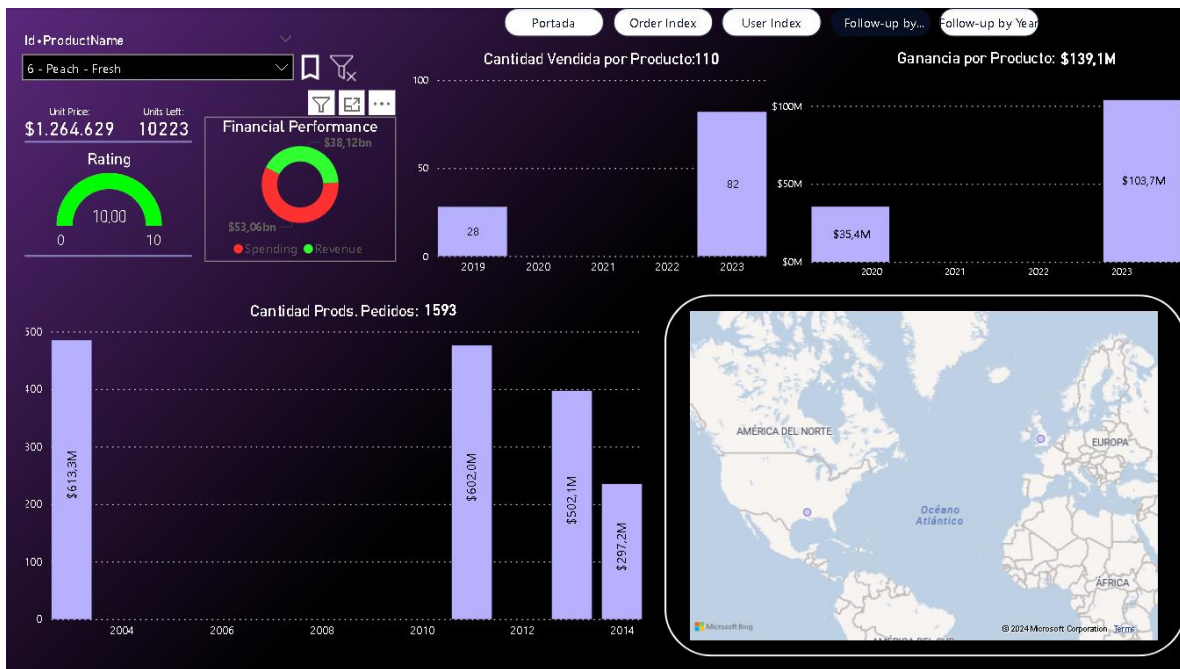 Portada
Order Index
User Index
Follow-up by...
Follow-up by Year
Id+ProductName
6 - Peach - Fresh
Unit Price:
$1.264.629
Units Left:
10223
Rating
10,00
0
10
Financial Performance
$38,12bn
$53,06bn
Spending
Revenue
Cantidad Vendida por Producto:110
100
50
0
28
82
2019
2020
2021
2022
2023
Ganancia por Producto: $139,1M
$100M
$50M
$0M
$35,4M
$103,7M
2020
2021
2022
2023
Cantidad Prods. Pedidos: 1593
500
400
300
200
100
0
$613,3M
$602,0M
$502,1M
$297,2M
2004
2006
2008
2010
2012
2014
AMÉRICA DEL NORTE
EUROPA
Océano
Atlántico
ÁFRICA
AMÉRICA DEL SUR
Microsoft Bing
© 2024 Microsoft Corporation
Terms